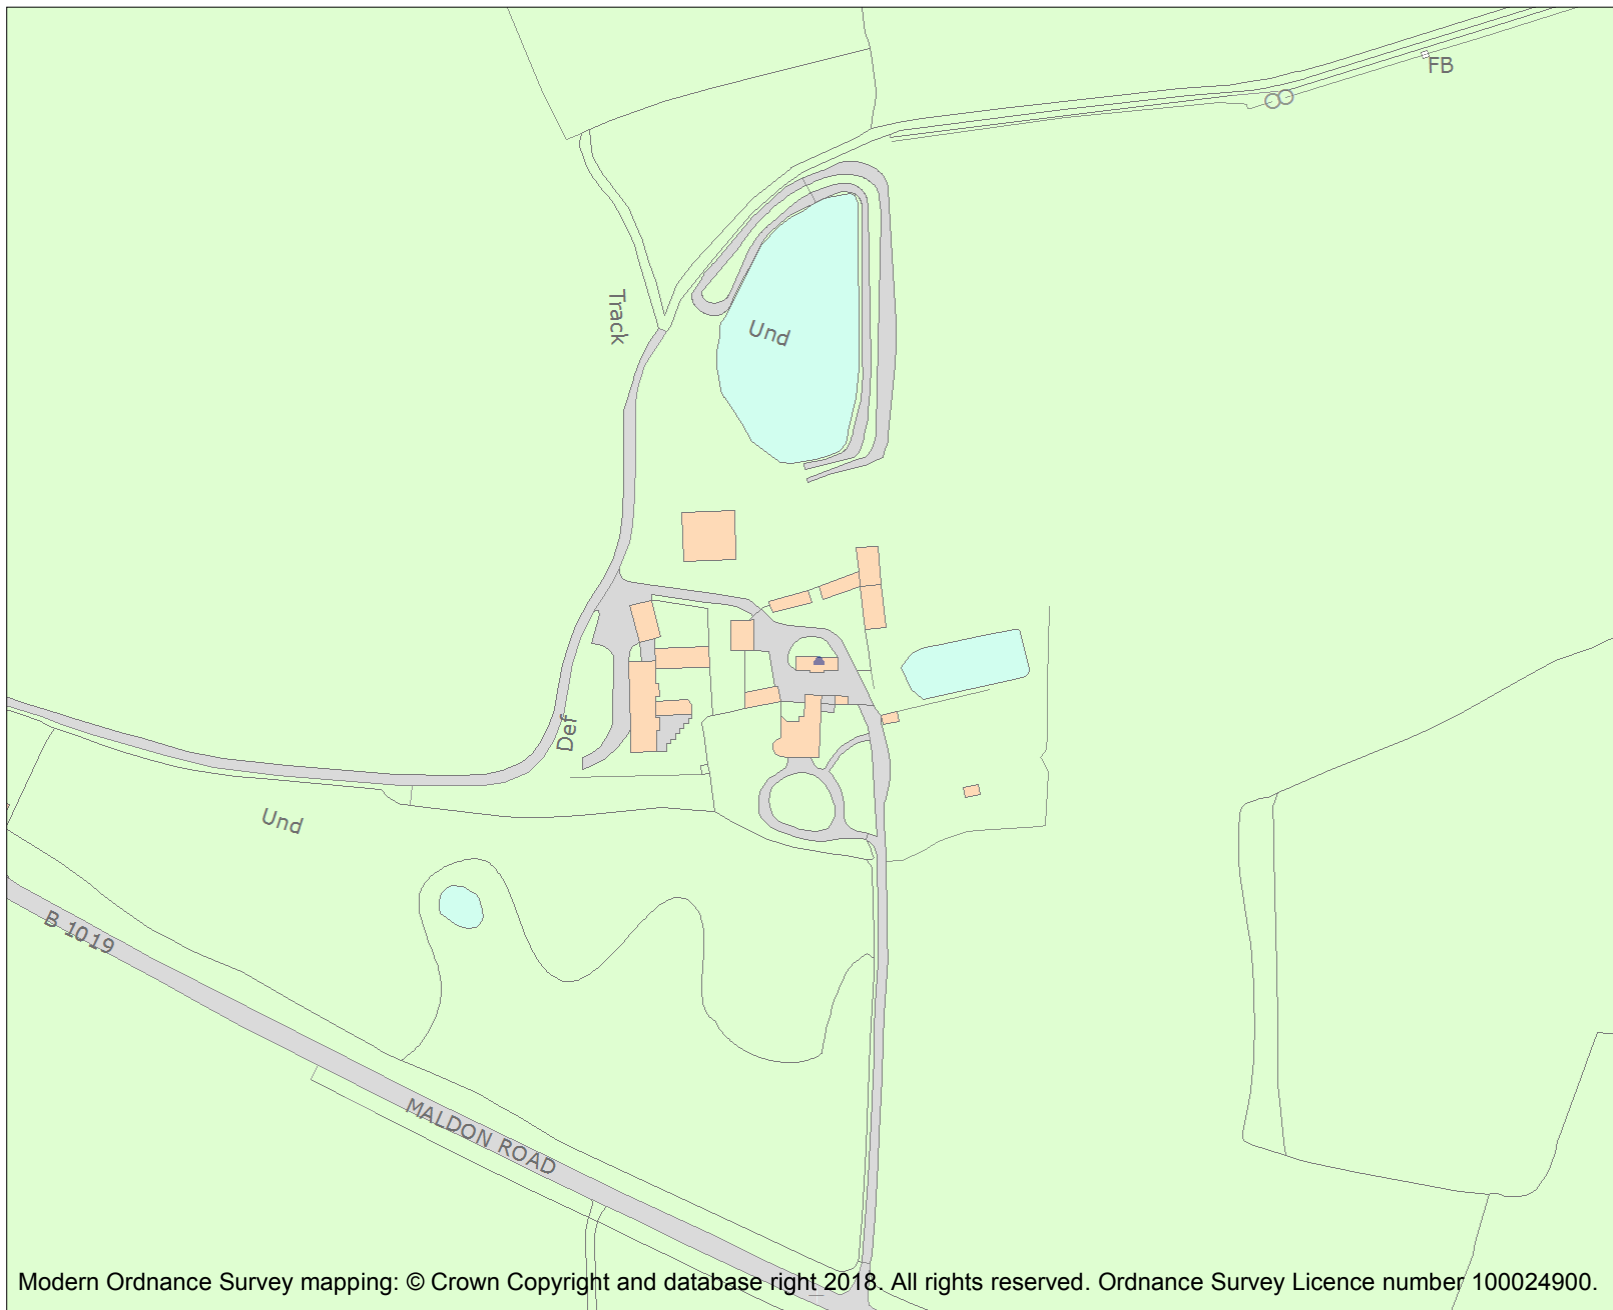 FB
Track
Und
Def
Und
B 1019
MALDON ROAD
Modern Ordnance Survey mapping: © Crown Copyright and database right 2018. All rights reserved. Ordnance Survey Licence number 100024900.